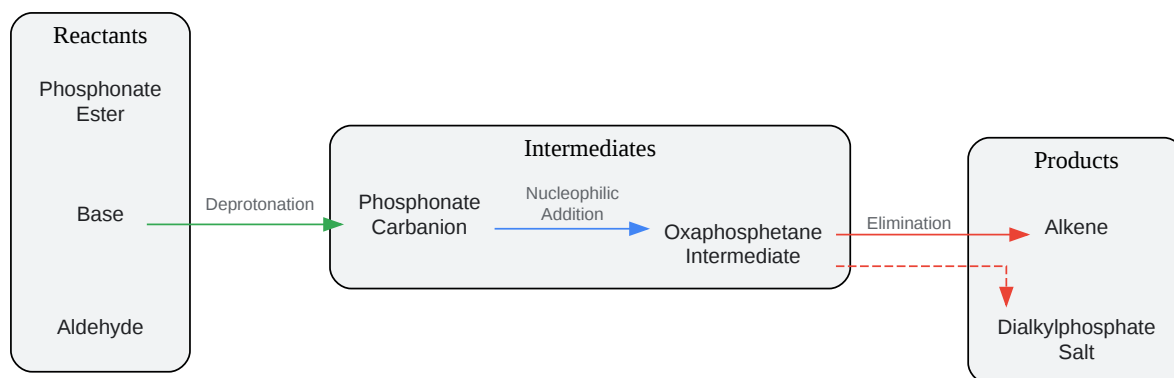 Reactants
Phosphonate
Ester
Base
Aldehyde
Deprotonation
Intermediates
Phosphonate
Carbanion
Nucleophilic
Addition
Oxaphosphetane
Intermediate
Elimination
Products
Alkene
Dialkylphosphate
Salt